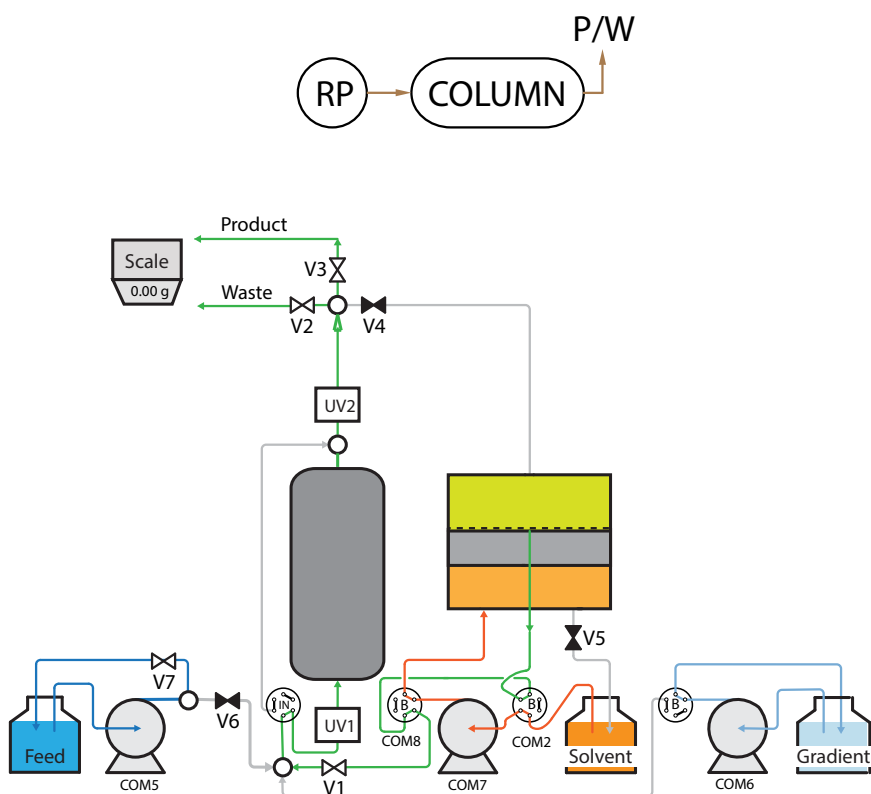 P/W
RP
COLUMN
Product
Scale
V3
0.00 g
Waste
V2
V4
UV2
V5
V7
IN
B
B
B
V6
UV1
Feed
COM8
COM2
Solvent
Gradient
V1
COM5
COM7
COM6